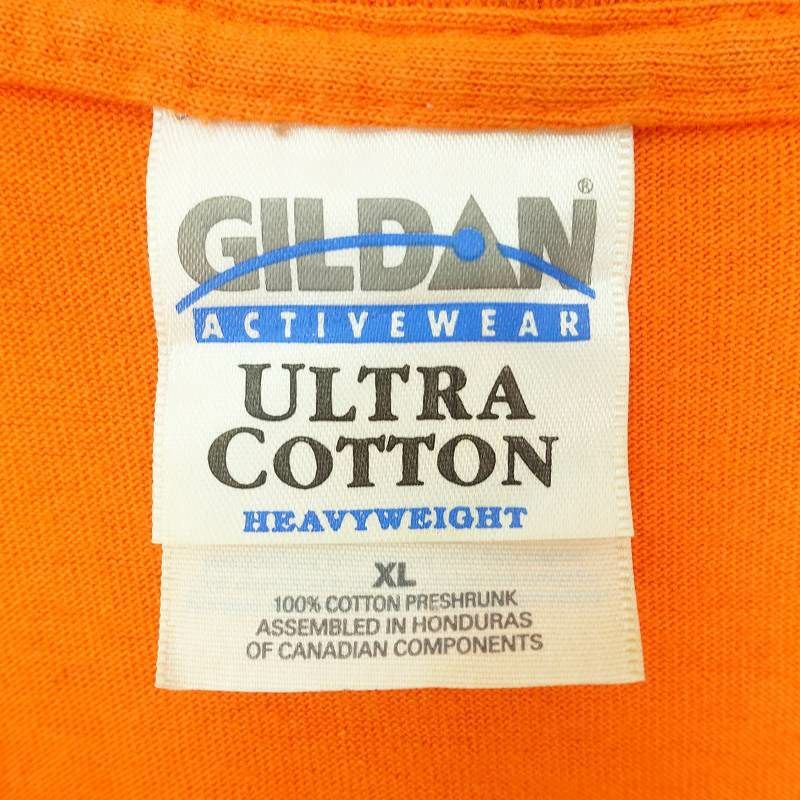 GILDAN®
ACTIVEWEAR
ULTRA
COTTON
HEAVYWEIGHT
XL
100% COTTON PRESHRUNK
ASSEMBLED IN HONDURAS
OF CANADIAN COMPONENTS